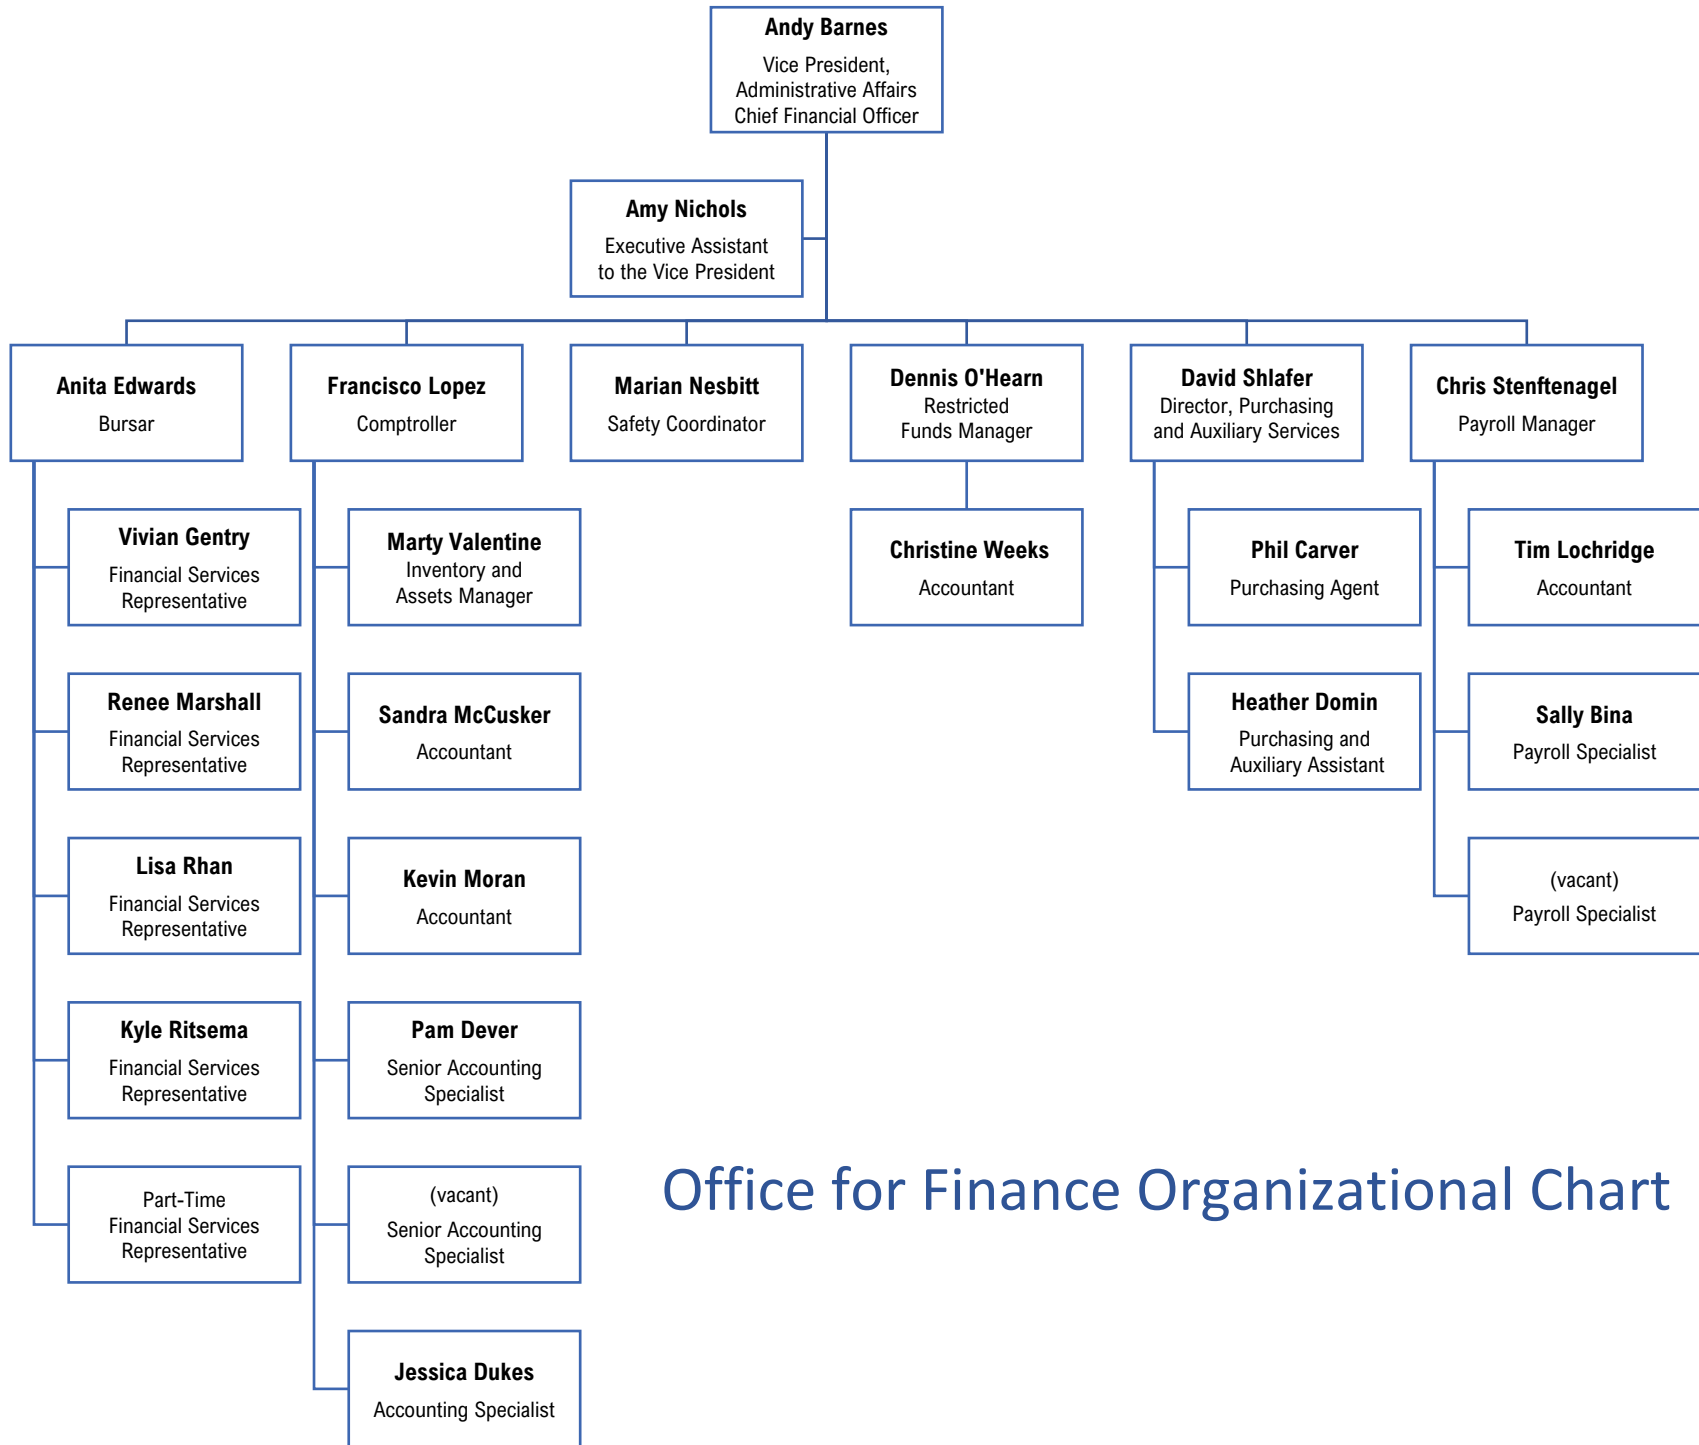 Andy Barnes
Vice President,
Administrative Affairs
Chief Financial Officer
Amy Nichols
Executive Assistant
to the Vice President
Anita Edwards
Bursar
Francisco Lopez
Comptroller
Marian Nesbitt
Safety Coordinator
Dennis O'Hearn
Restricted
Funds Manager
David Shlafer
Director, Purchasing
and Auxiliary Services
Chris Stenftenagel
Payroll Manager
Vivian Gentry
Financial Services
Representative
Marty Valentine
Inventory and
Assets Manager
Christine Weeks
Accountant
Phil Carver
Purchasing Agent
Tim Lochridge
Accountant
Renee Marshall
Financial Services
Representative
Sandra McCusker
Accountant
Heather Domin
Purchasing and
Auxiliary Assistant
Sally Bina
Payroll Specialist
Lisa Rhan
Financial Services
Representative
Kevin Moran
Accountant
(vacant)
Payroll Specialist
Kyle Ritsema
Financial Services
Representative
Pam Dever
Senior Accounting
Specialist
Part-Time
Financial Services
Representative
(vacant)
Senior Accounting
Specialist
Office for Finance Organizational Chart
Jessica Dukes
Accounting Specialist